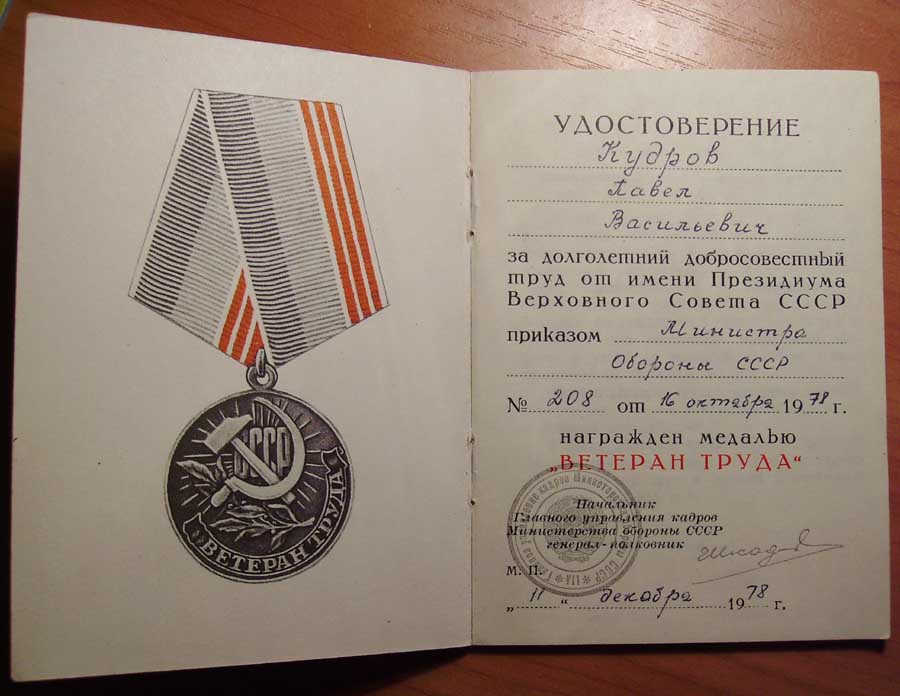 СССР
ВЕТЕРАН ТРУДА
УДОСТОВЕРЕНИЕ
Кудров
Павел
Васильевич
за долголетний добросовестный
труд от имени Президиума
Верховного Совета СССР
приказом Министра
Обороны СССР
№ 208 от 16 октября 1978 г.
награжден медалью
„ВЕТЕРАН ТРУДА“
Начальник
Главного управления кадров
Министерства обороны СССР
генерал-полковник
М. П.
„ 11 “ декабря 1978 г.